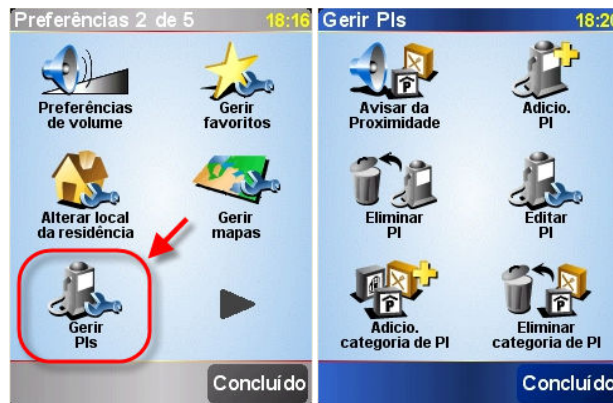 Preferências 2 de 5
18:16
Preferências
de volume
Gerir
favoritos
Alterar local
da residência
Gerir
mapas
Gerir
PIs
Concluído
Gerir PIs
18:20
Avisar da
Proximidade
Adicio.
PI
Eliminar
PI
Editar
PI
Adicio.
categoria de PI
Eliminar
categoria de PI
Concluído